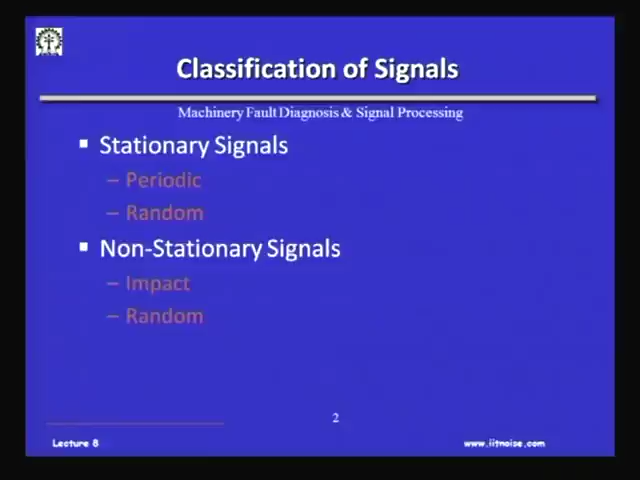 Classification of Signals
Machinery Fault Diagnosis & Signal Processing
Stationary Signals
– Periodic
– Random
Non-Stationary Signals
– Impact
– Random
2
Lecture 8
www.iitnoise.com